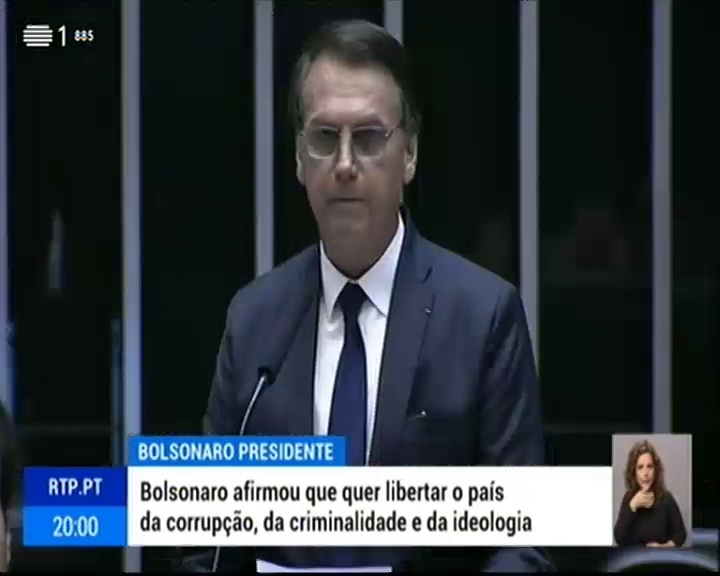 1 885
BOLSONARO PRESIDENTE
RTP.PT
20:00
Bolsonaro afirmou que quer libertar o país
da corrupção, da criminalidade e da ideologia